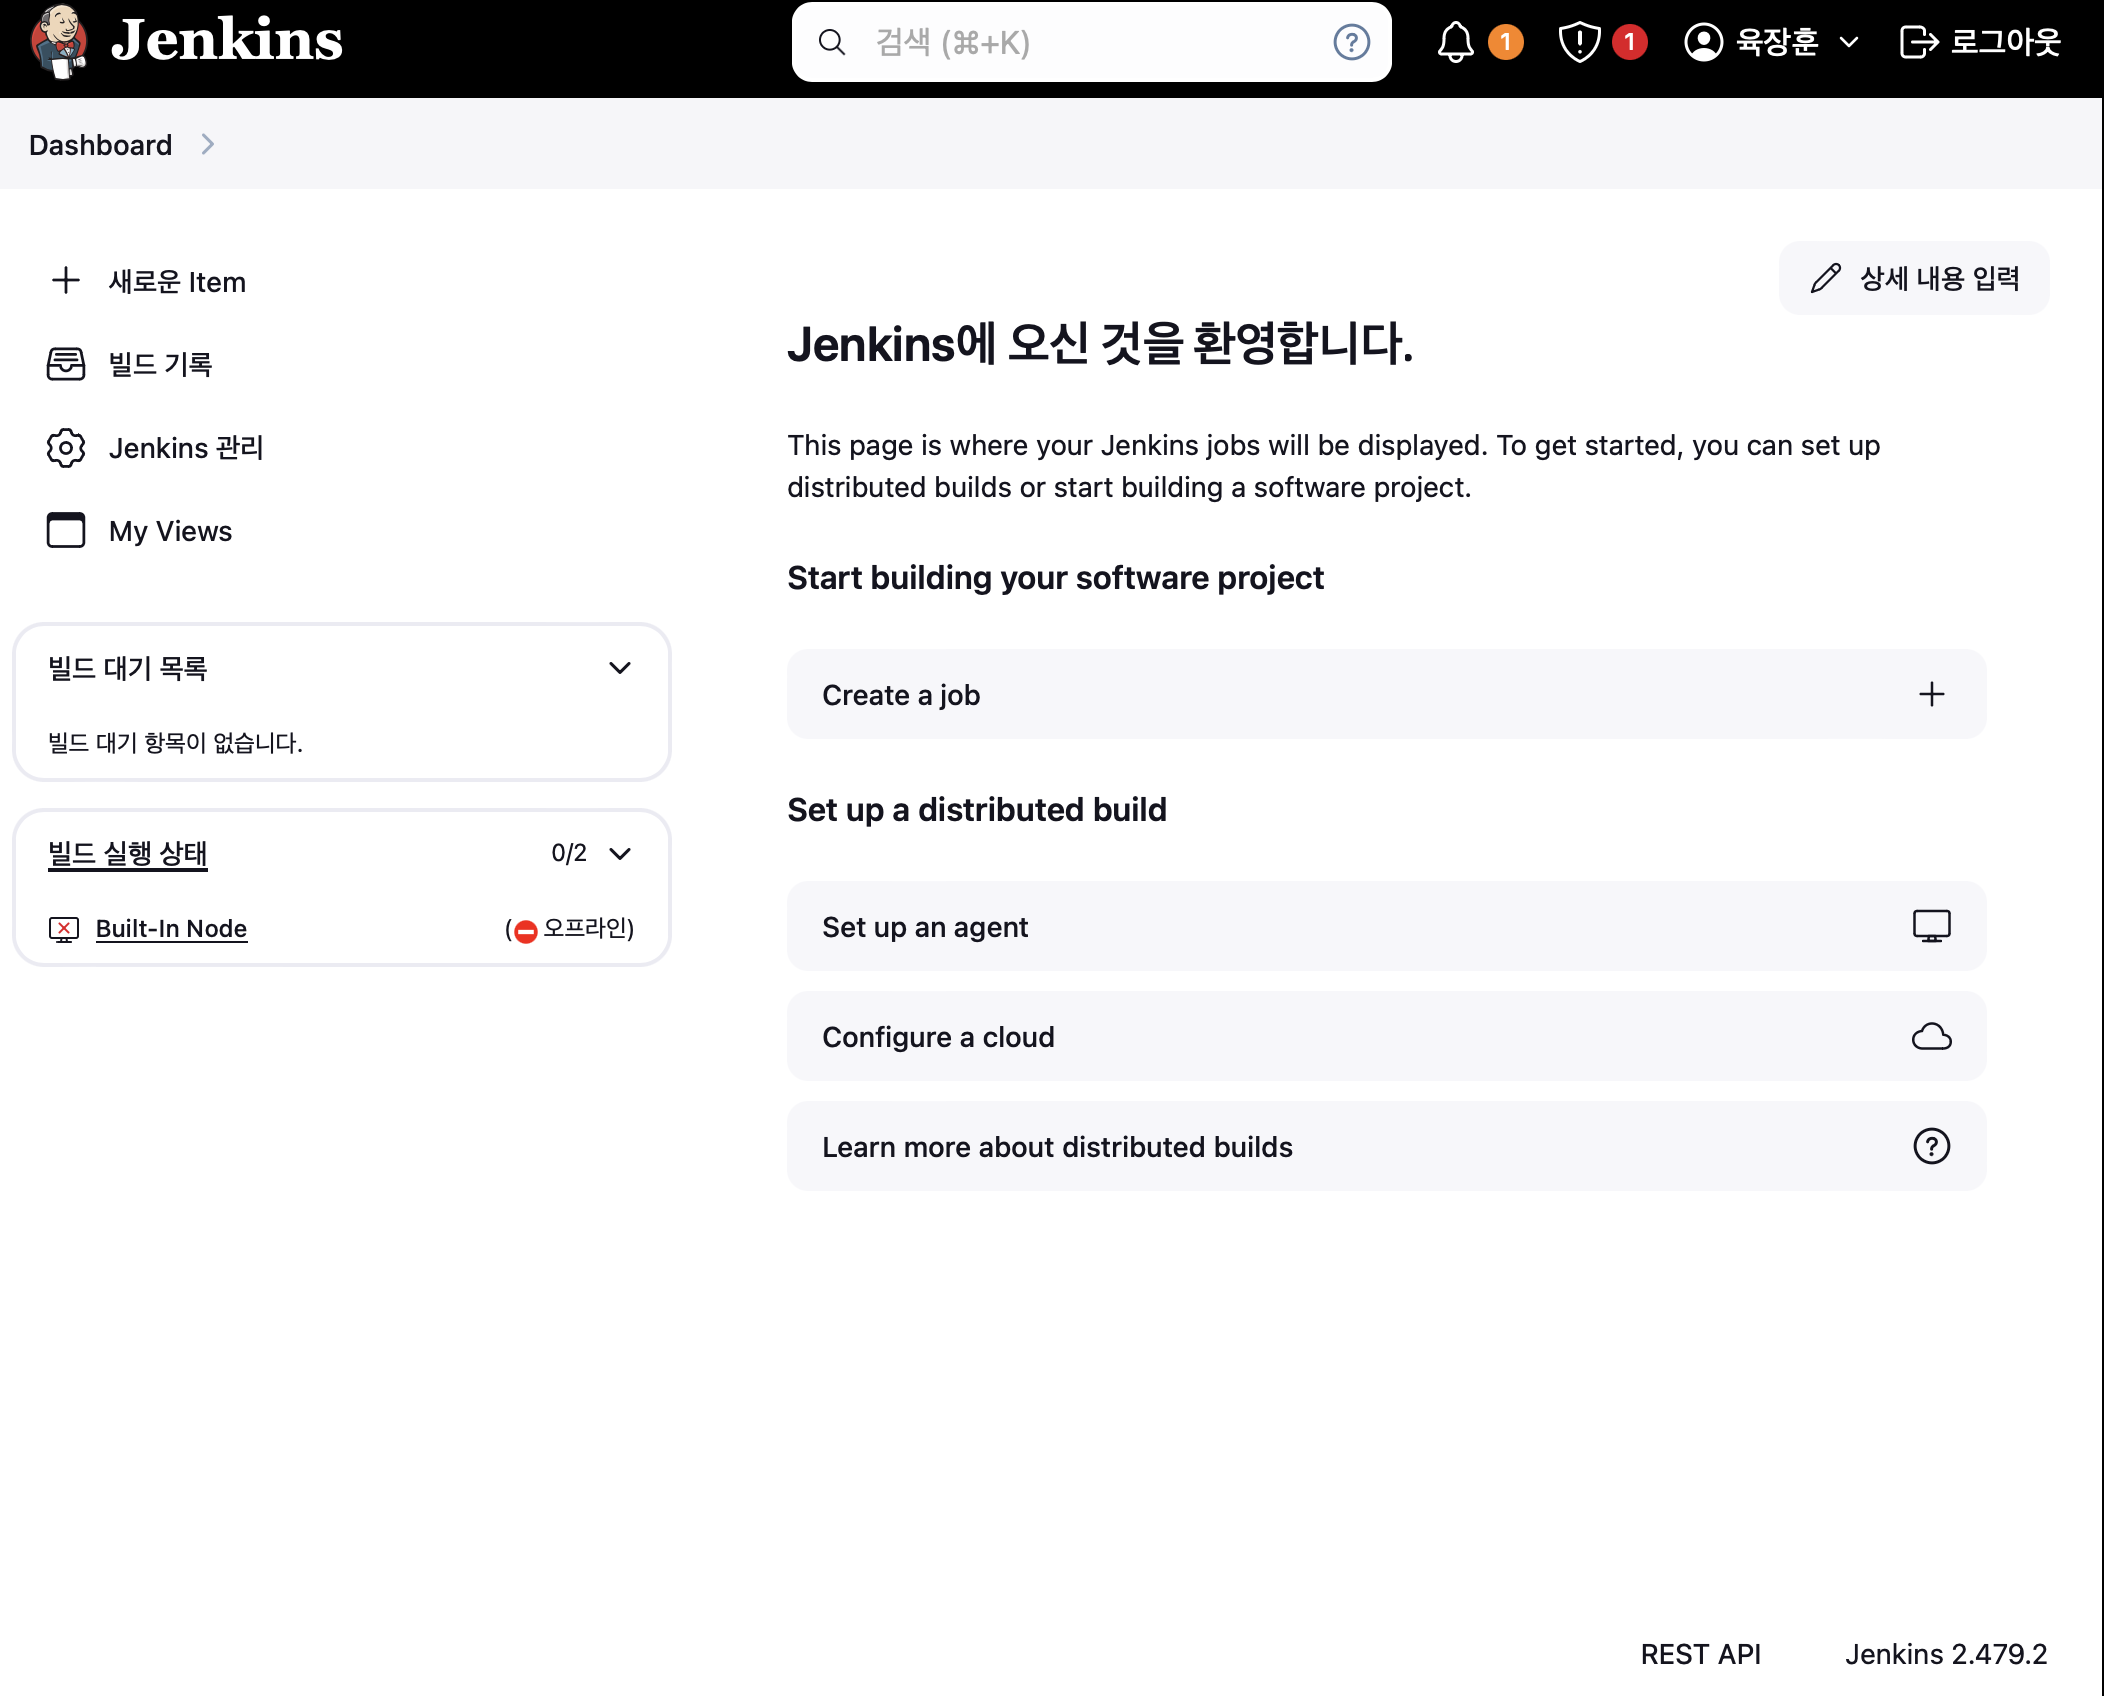 Jenkins
검색 (⌘+K)
?
1
1
육장훈
로그아웃
Dashboard
새로운 Item
빌드 기록
Jenkins 관리
My Views
빌드 대기 목록
빌드 대기 항목이 없습니다.
빌드 실행 상태
0/2
Built-In Node
(⛔ 오프라인)
상세 내용 입력
Jenkins에 오신 것을 환영합니다.
This page is where your Jenkins jobs will be displayed. To get started, you can set up
distributed builds or start building a software project.
Start building your software project
Create a job
Set up a distributed build
Set up an agent
Configure a cloud
Learn more about distributed builds
?
REST API
Jenkins 2.479.2